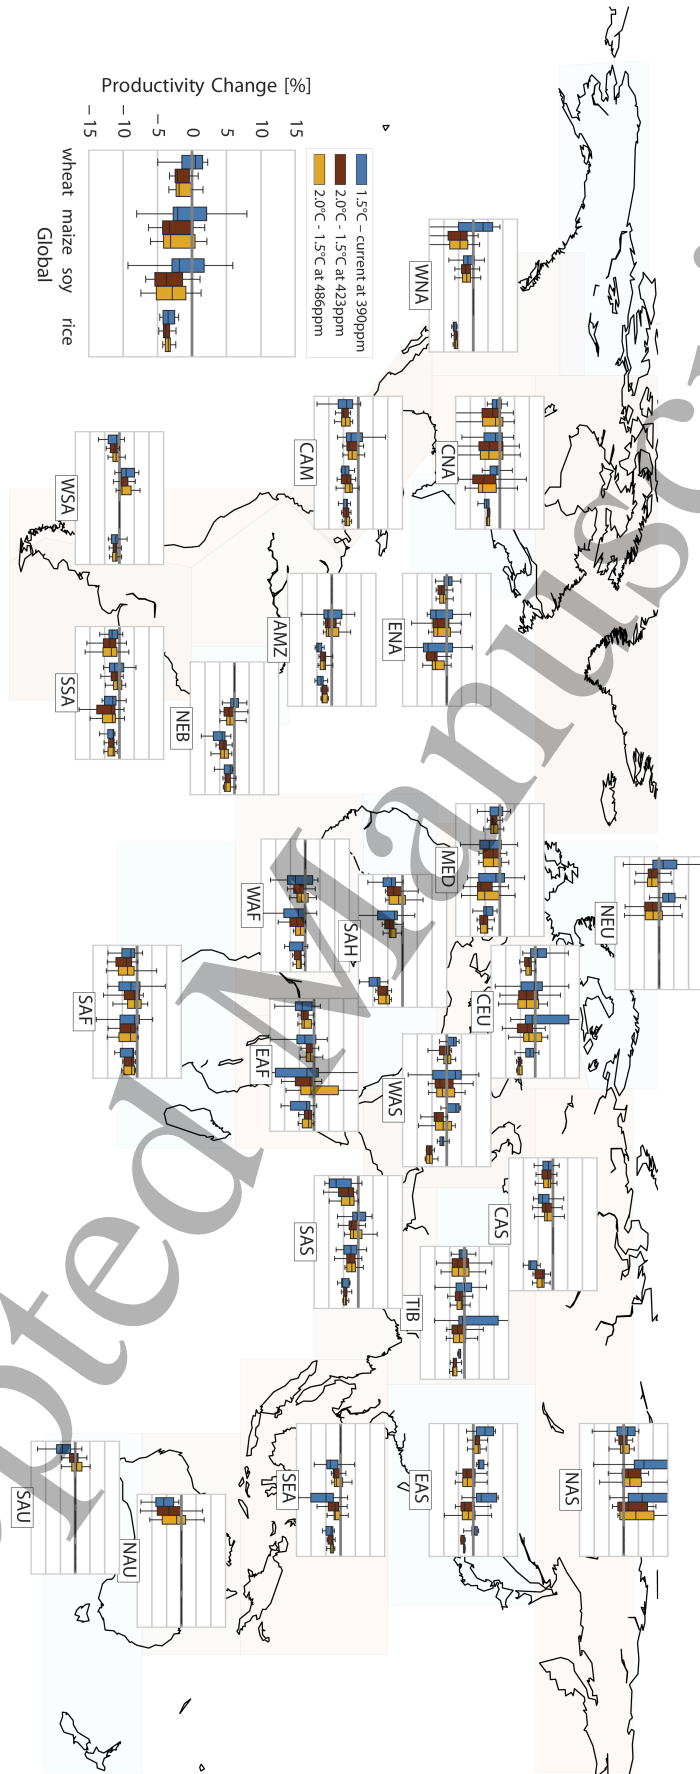 Productivity Change [%]
15
10
5
0
−5
−10
−15
wheat maize soy rice
Global
1.5°C – current at 390ppm
2.0°C - 1.5°C at 423ppm
2.0°C - 1.5°C at 486ppm
WNA
CNA
CAM
WSA
ENA
AMZ
NEB
SSA
NEU
MED
CEU
SAH
WAF
WAS
EAF
SAF
CAS
TIB
SAS
NAS
EAS
SEA
NAU
SAU
pted Manuscri